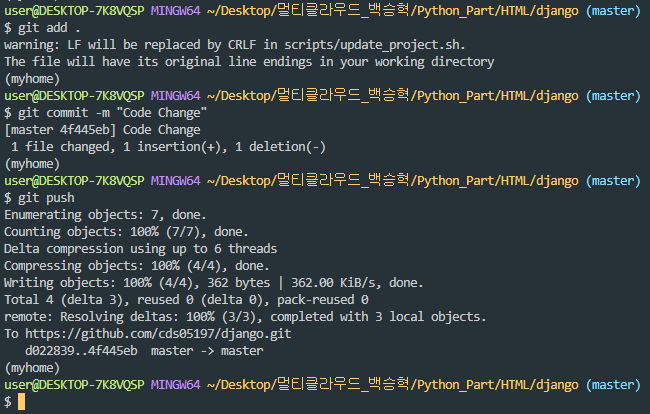 user@DESKTOP-7K8VQSP MINGW64 ~/Desktop/멀티클라우드_백승혁/Python_Part/HTML/django (master)
$ git add .
warning: LF will be replaced by CRLF in scripts/update_project.sh.
The file will have its original line endings in your working directory
(myhome)
user@DESKTOP-7K8VQSP MINGW64 ~/Desktop/멀티클라우드_백승혁/Python_Part/HTML/django (master)
$ git commit -m "Code Change"
[master 4f445eb] Code Change
 1 file changed, 1 insertion(+), 1 deletion(-)
(myhome)
user@DESKTOP-7K8VQSP MINGW64 ~/Desktop/멀티클라우드_백승혁/Python_Part/HTML/django (master)
$ git push
Enumerating objects: 7, done.
Counting objects: 100% (7/7), done.
Delta compression using up to 6 threads
Compressing objects: 100% (4/4), done.
Writing objects: 100% (4/4), 362 bytes | 362.00 KiB/s, done.
Total 4 (delta 3), reused 0 (delta 0), pack-reused 0
remote: Resolving deltas: 100% (3/3), completed with 3 local objects.
To https://github.com/cds05197/django.git
   d022839..4f445eb  master -> master
(myhome)
user@DESKTOP-7K8VQSP MINGW64 ~/Desktop/멀티클라우드_백승혁/Python_Part/HTML/django (master)
$